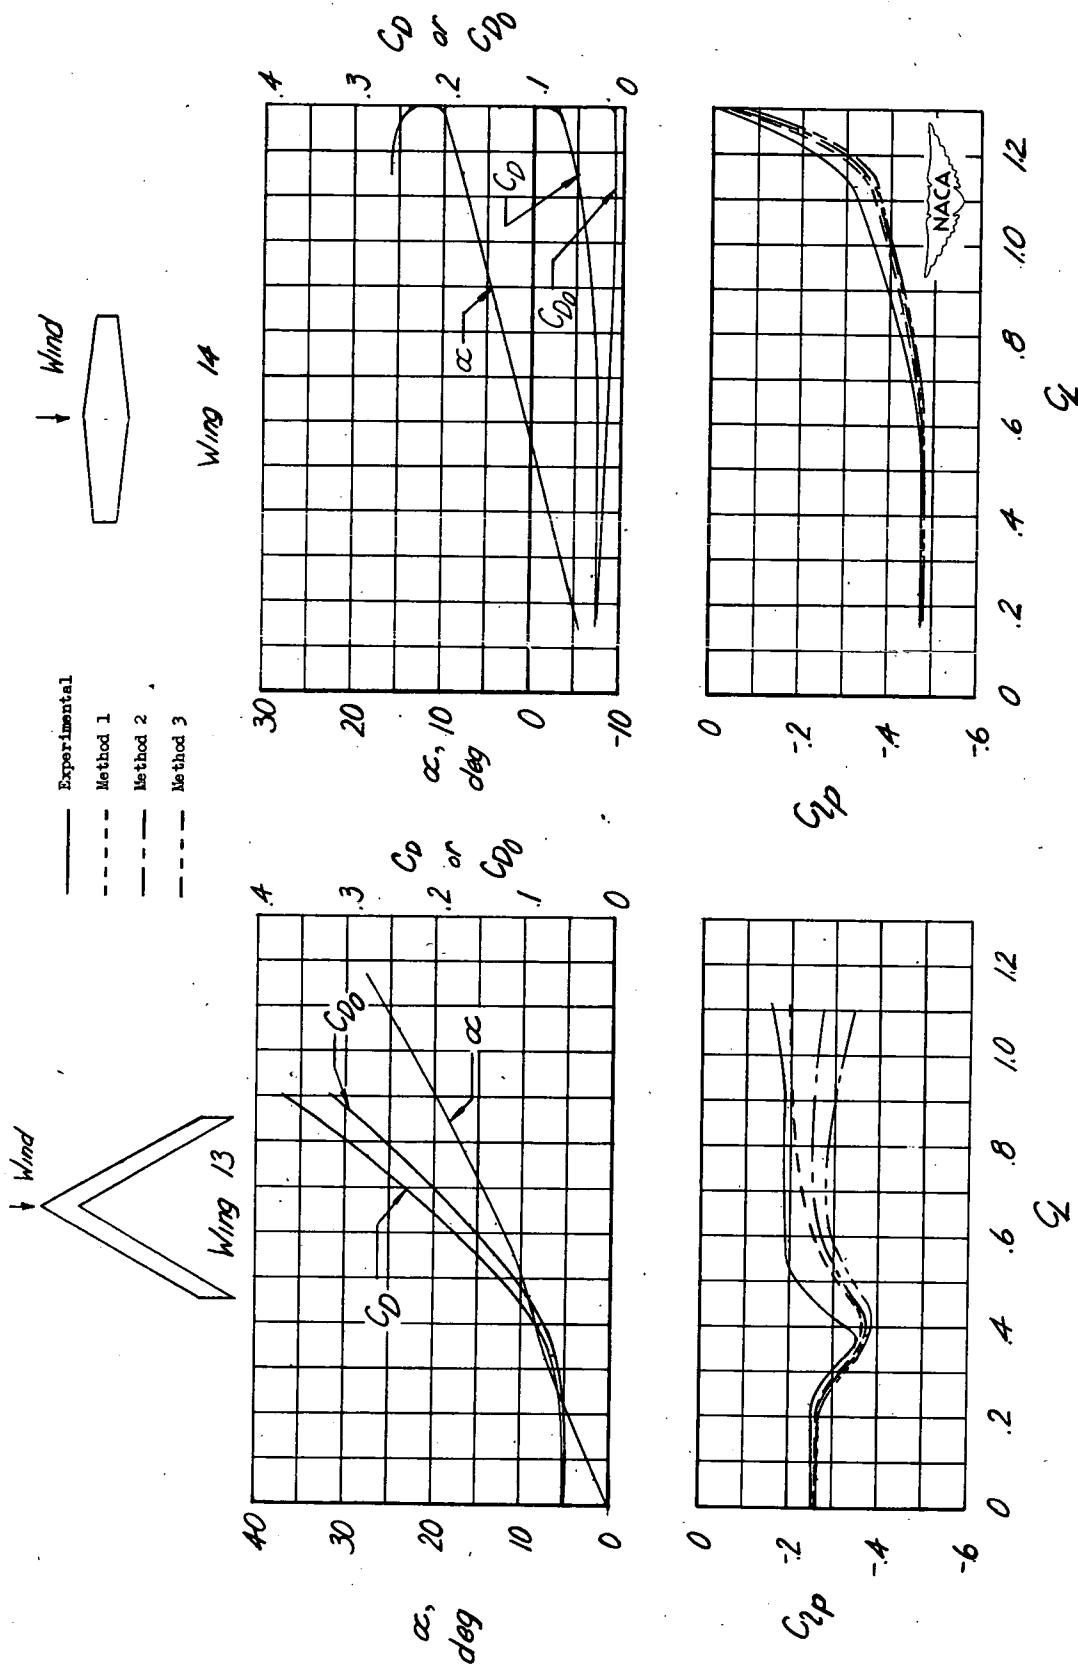 Experimental
Method 1
Method 2
Method 3
Wind
Wing 13
40
30
20
10
0
α,
deg
.4
.3
.2
.1
0
C_D
or
C_D0
C_D
C_D0
α
0
-.2
-.4
-.6
C_lp
0
.2
.4
.6
.8
1.0
1.2
C_L
Wind
Wing 14
30
20
α, 10
deg
0
-10
.4
.3
.2
.1
0
C_D
or
C_D0
α
C_D
C_D0
0
-.2
-.4
-.6
C_lp
NACA
0
.2
.4
.6
.8
1.0
1.2
C_L